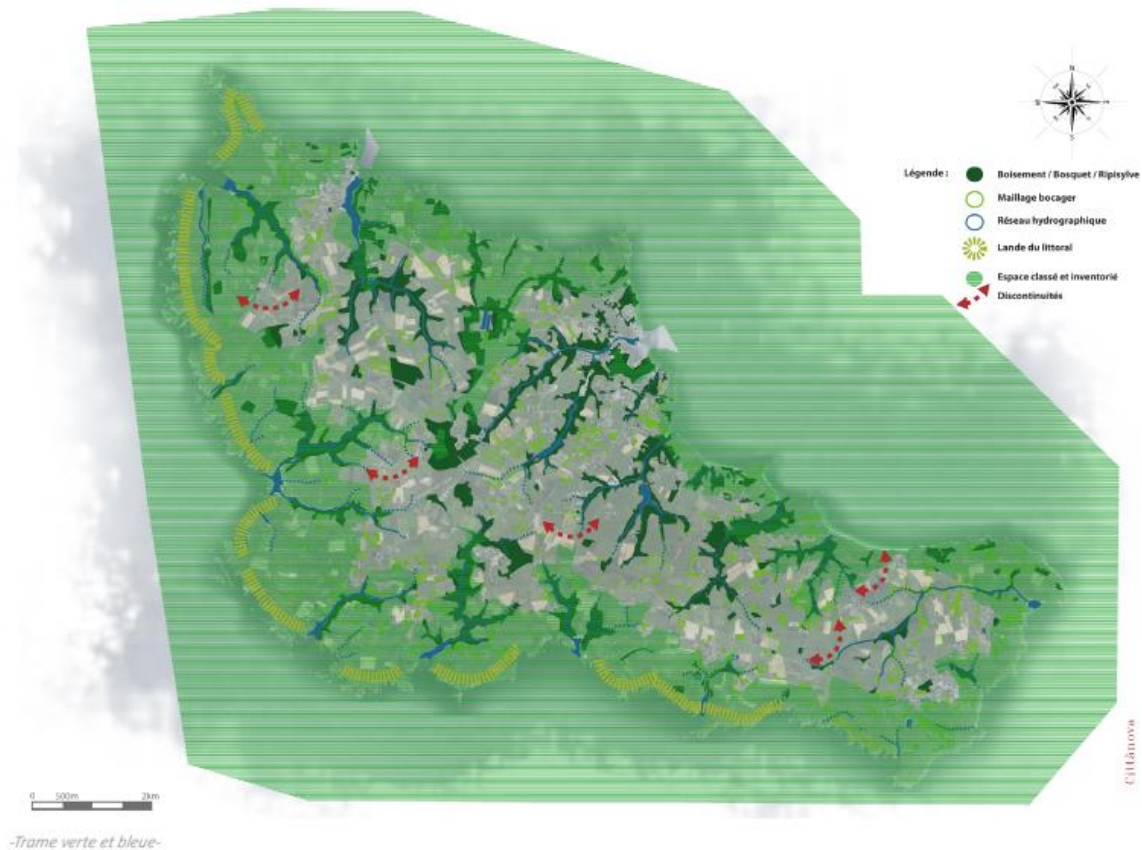 N
S
Légende :
Boisement / Bosquet / Ripisylve
Maillage bocager
Réseau hydrographique
Lande du littoral
Espace classé et inventorié
Discontinuités
Cittànova
0 500m 2km
-Trame verte et bleue-